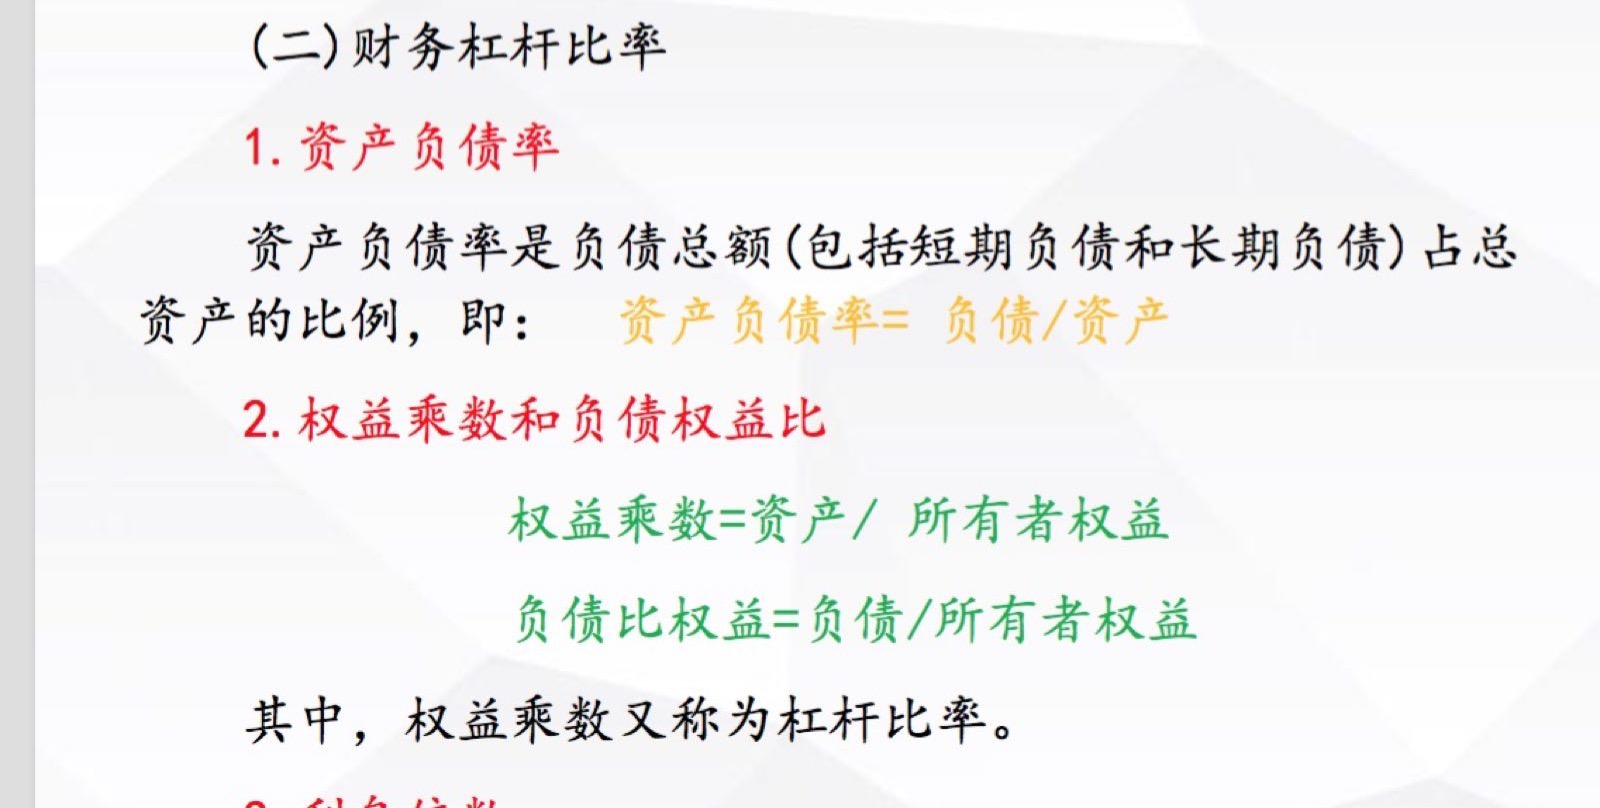 (二)财务杠杆比率
1.资产负债率
资产负债率是负债总额(包括短期负债和长期负债)占总
资产的比例，即： 资产负债率= 负债/资产
2.权益乘数和负债权益比
权益乘数=资产/ 所有者权益
负债比权益=负债/所有者权益
其中，权益乘数又称为杠杆比率。